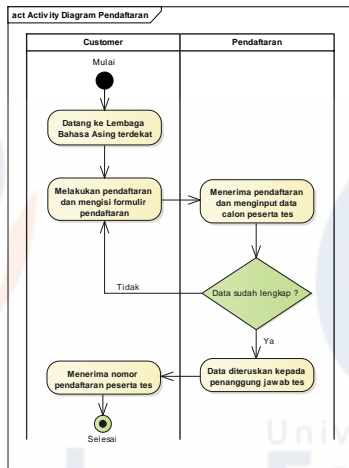 act Activity Diagram Pendaftaran
Customer
Pendaftaran
Mulai
Datang ke Lembaga
Bahasa Asing terdekat
Melakukan pendaftaran
dan mengisi formulir
pendaftaran
Menerima pendaftaran
dan menginput data
calon peserta tes
Tidak
Data sudah lengkap ?
Ya
Menerima nomor
pendaftaran peserta tes
Data diteruskan kepada
penanggung jawab tes
Selesai